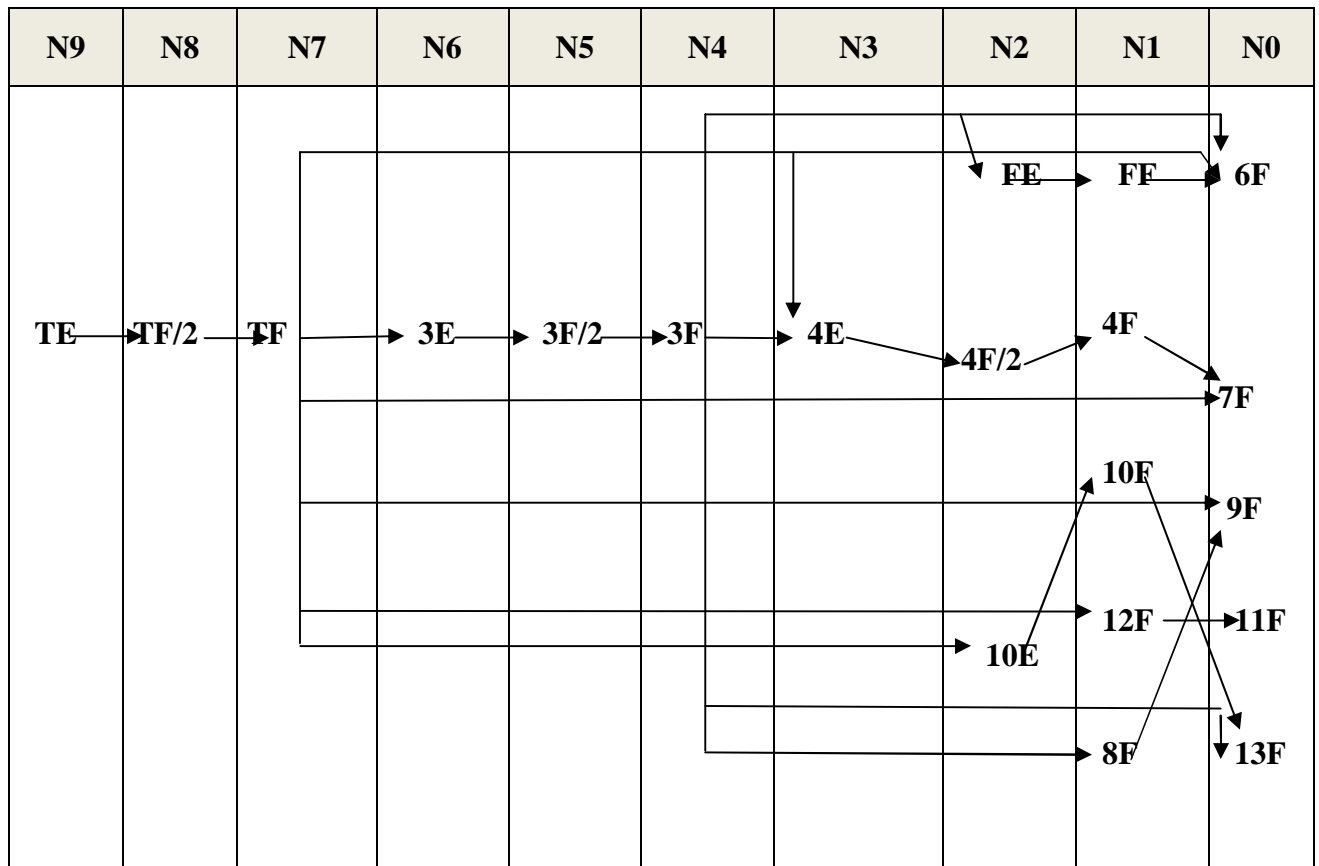 N9 N8 N7 N6 N5 N4 N3 N2 N1 N0
FE FF 6F
TE TF/2 TF 3E 3F/2 3F 4E 4F/2 4F
7F
10F
9F
12F 11F
10E
8F 13F